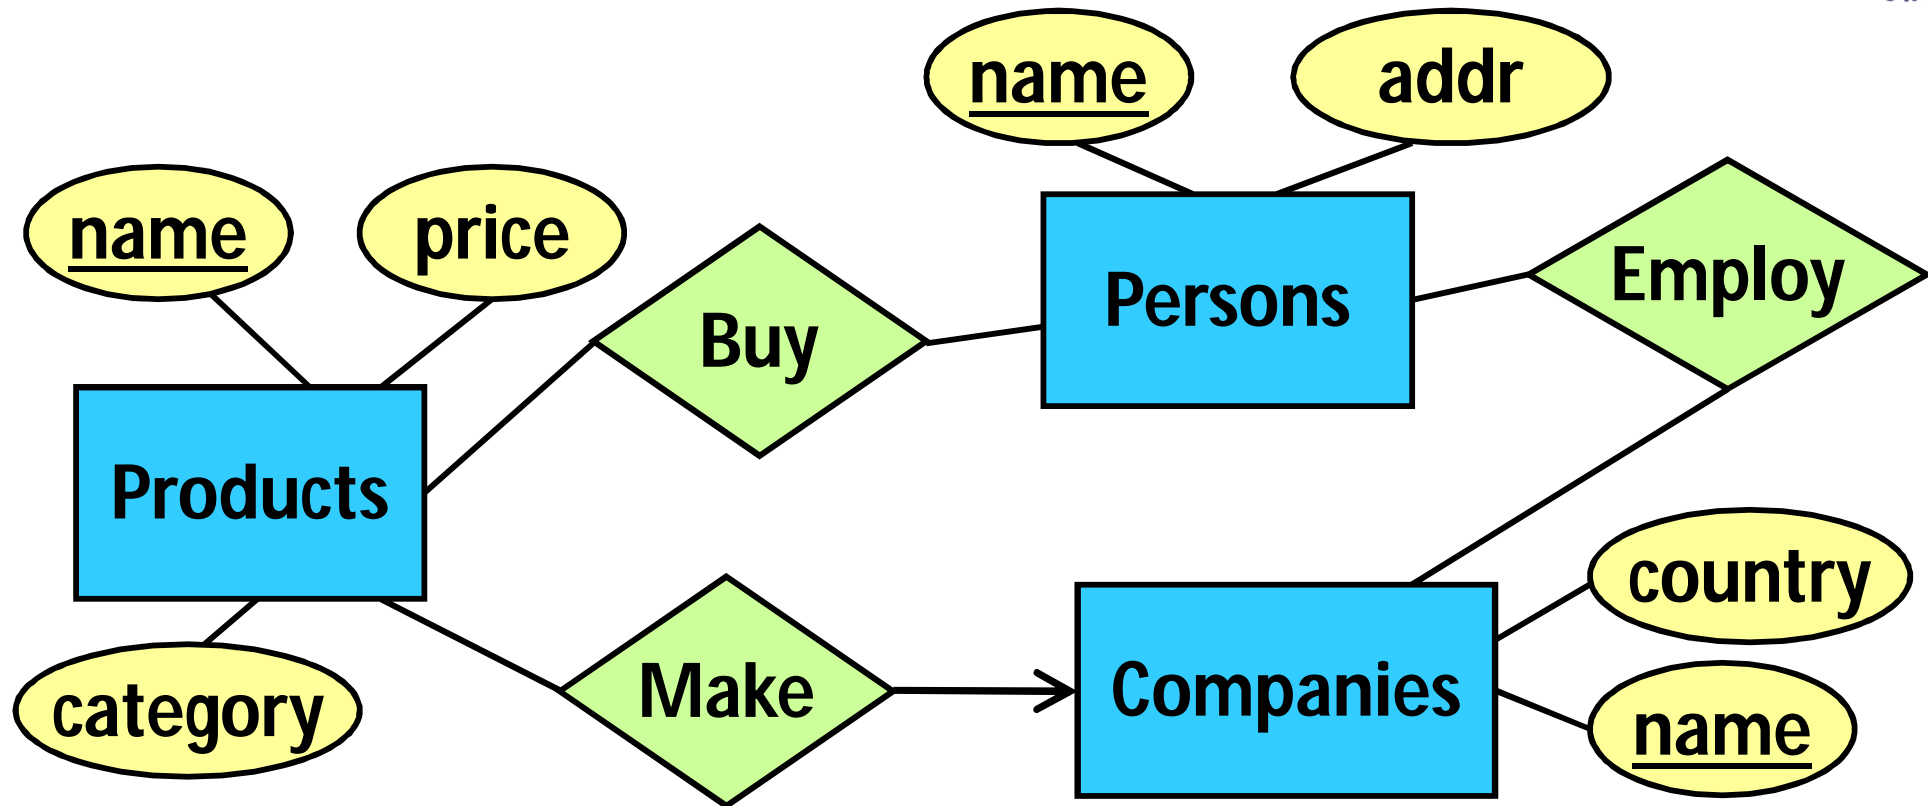 name
addr
name
price
Employ
Persons
Buy
Products
country
Make
Companies
category
name